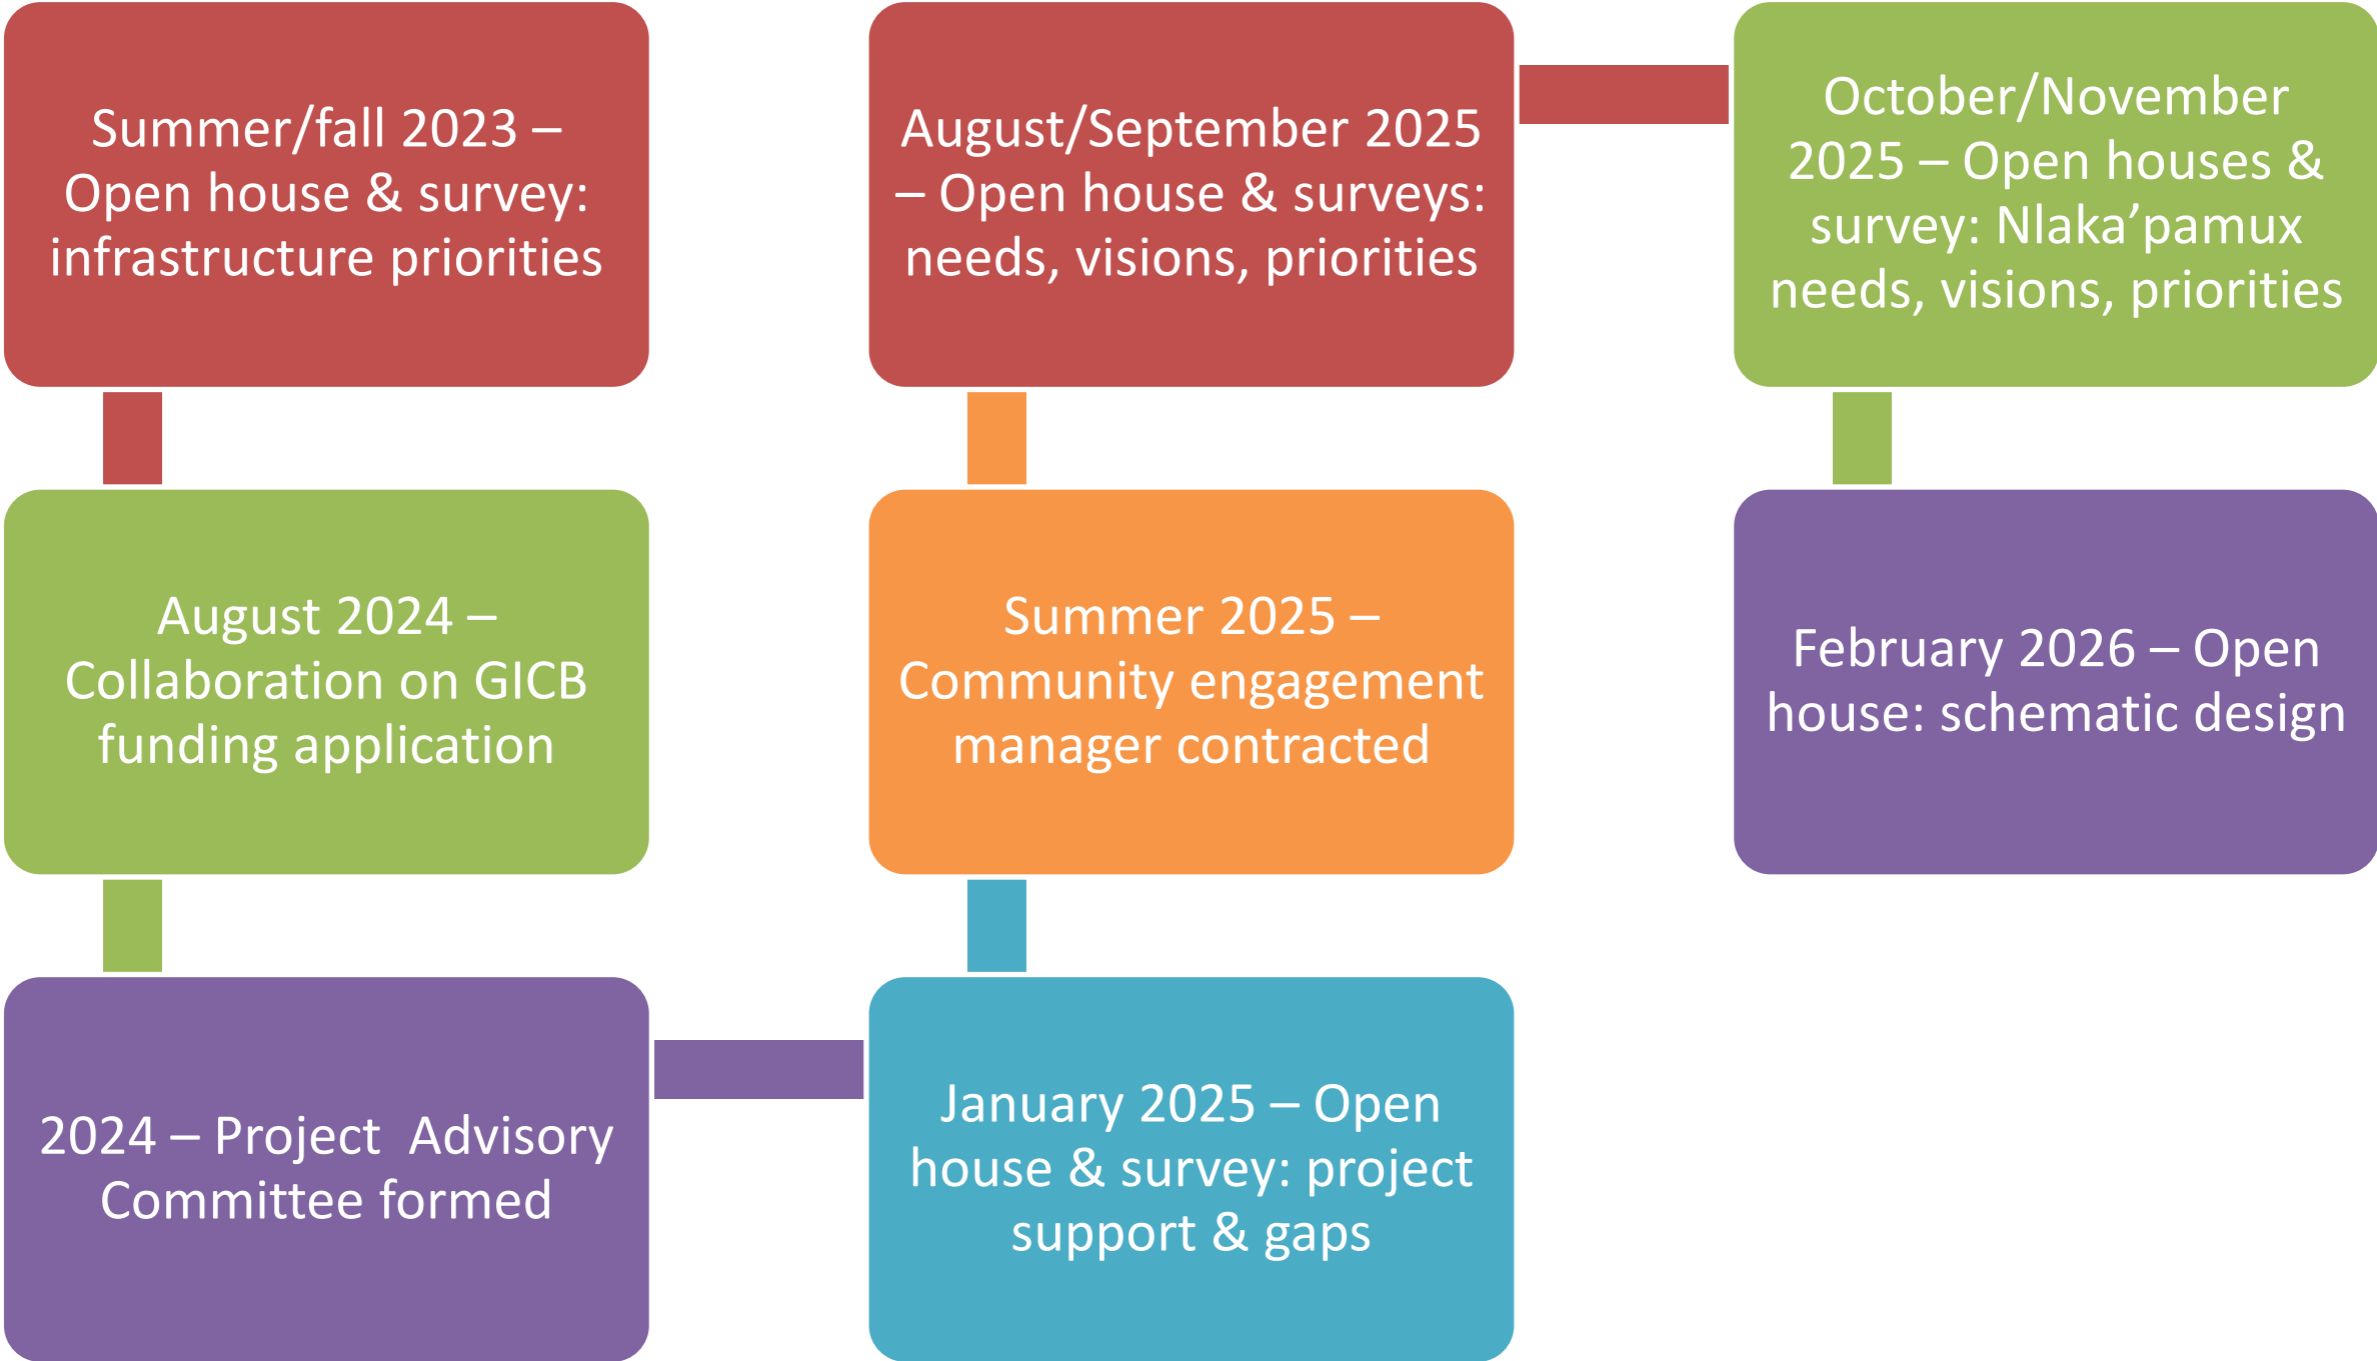 Summer/fall 2023 –
Open house & survey:
infrastructure priorities
August 2024 –
Collaboration on GICB
funding application
2024 – Project  Advisory
Committee formed
January 2025 – Open
house & survey: project
support & gaps
Summer 2025 –
Community engagement
manager contracted
August/September 2025
– Open house & surveys:
needs, visions, priorities
October/November
2025 – Open houses &
survey: Nlaka’pamux
needs, visions, priorities
February 2026 – Open
house: schematic design